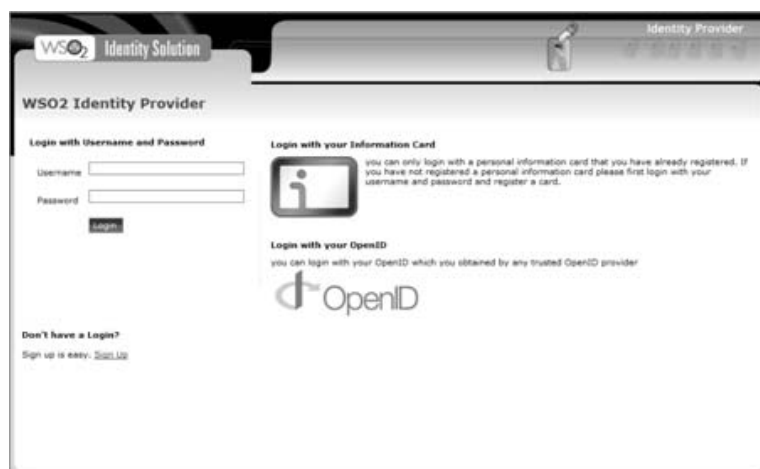 WSO2 Identity Solution
Identity Provider
WSO2 Identity Provider
Login with Username and Password
Username
Password
Login
Login with your Information Card
you can only login with a personal information card that you have already registered. If
you have not registered a personal information card please first login with your
username and password and register a card.
Login with your OpenID
you can login with your OpenID which you obtained by any trusted OpenID provider
OpenID
Don't have a Login?
Sign up is easy. Sign Up